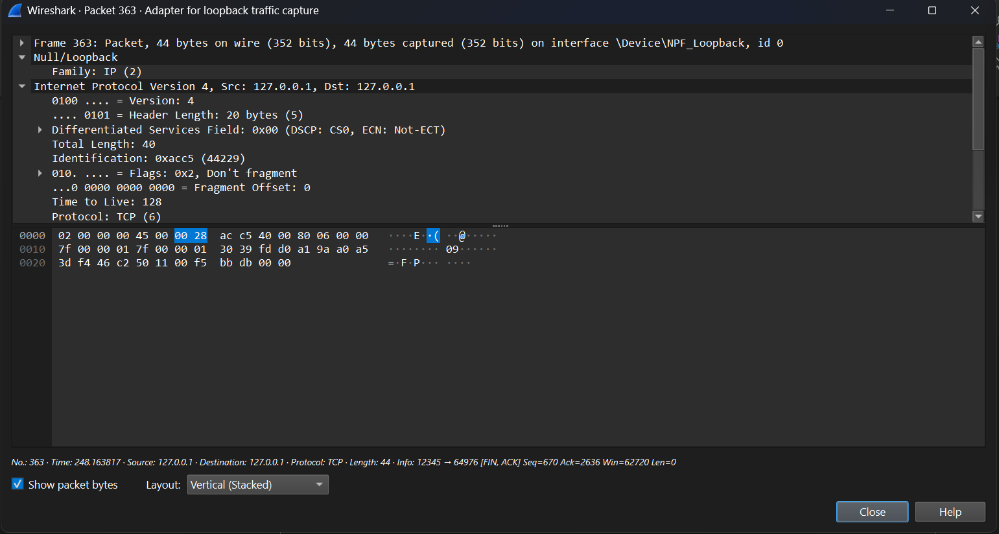 Wireshark · Packet 363 · Adapter for loopback traffic capture
Frame 363: Packet, 44 bytes on wire (352 bits), 44 bytes captured (352 bits) on interface \Device\NPF_Loopback, id 0
Null/Loopback
Family: IP (2)
Internet Protocol Version 4, Src: 127.0.0.1, Dst: 127.0.0.1
0100 .... = Version: 4
.... 0101 = Header Length: 20 bytes (5)
Differentiated Services Field: 0x00 (DSCP: CS0, ECN: Not-ECT)
Total Length: 40
Identification: 0xacc5 (44229)
010. .... = Flags: 0x2, Don't fragment
...0 0000 0000 0000 = Fragment Offset: 0
Time to Live: 128
Protocol: TCP (6)
0000 02 00 00 00 45 00 00 28 ac c5 40 00 80 06 00 00 ····E··( ··@·····
0010 7f 00 00 01 7f 00 00 01 30 39 fd d0 a1 9a a0 a5 ········ 09······
0020 3d f4 46 c2 50 11 00 f5 bb db 00 00 =·F·P··· ····
No.: 363 · Time: 248.163817 · Source: 127.0.0.1 · Destination: 127.0.0.1 · Protocol: TCP · Length: 44 · Info: 12345 → 64976 [FIN, ACK] Seq=670 Ack=2636 Win=62720 Len=0
Show packet bytes Layout: Vertical (Stacked)
Close Help